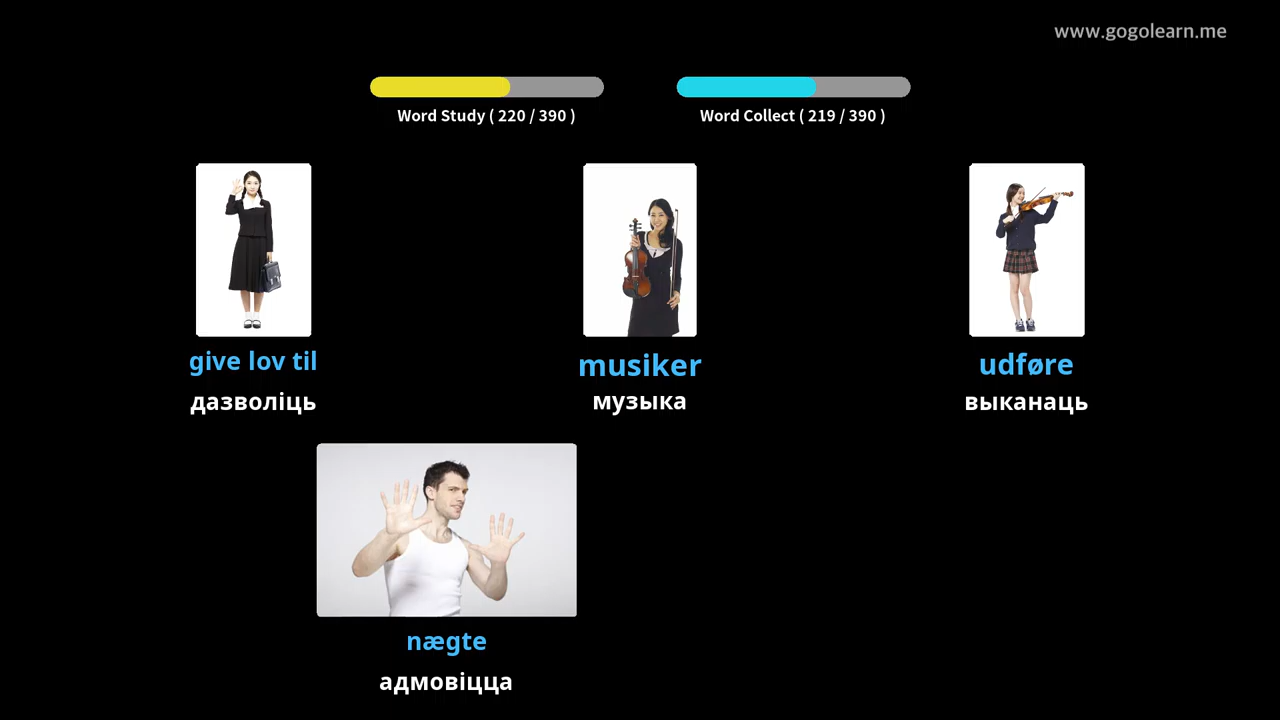 www.gogolearn.me
Word Study ( 220 / 390 )
Word Collect ( 219 / 390 )
give lov til
дазволіць
musiker
музыка
udføre
выканаць
nægte
адмовіцца